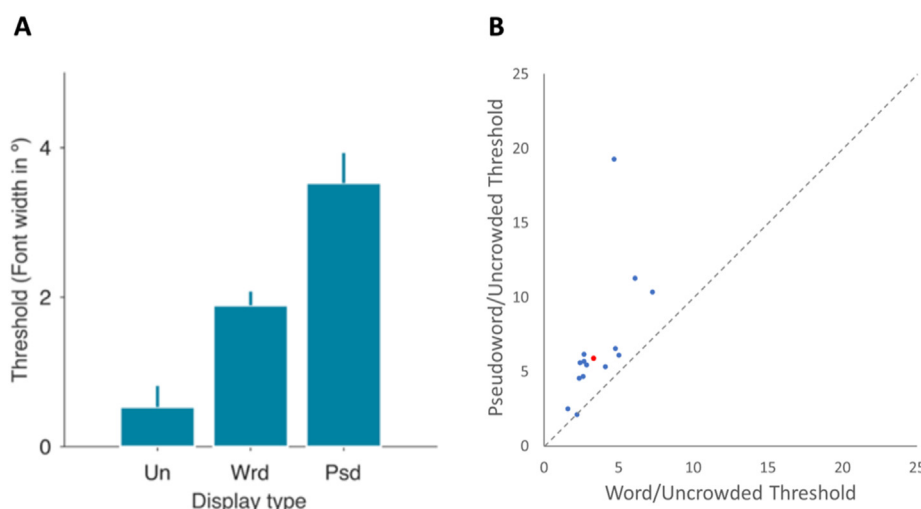 A
Threshold (Font width in °)
4
2
0
Un Wrd Psd
Display type
B
Pseudoword/Uncrowded Threshold
25
20
15
10
5
0
0 5 10 15 20 25
Word/Uncrowded Threshold